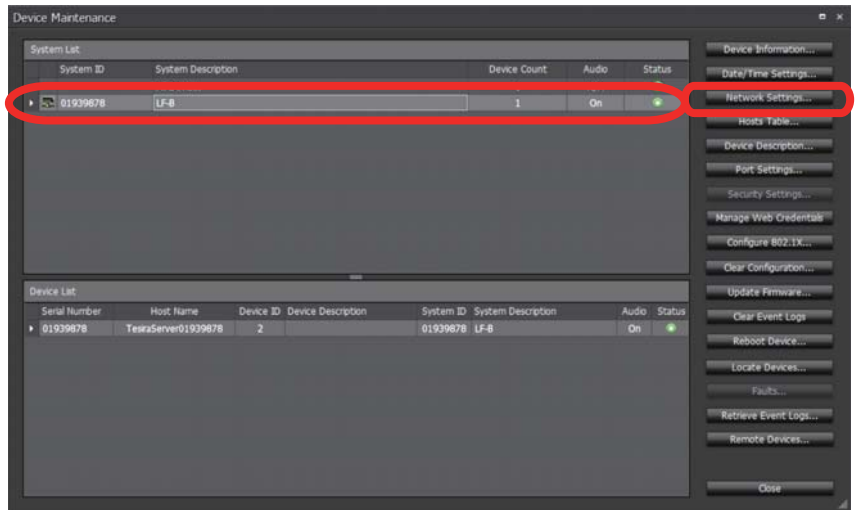 Device Maintenance
System List
System ID System Description Device Count Audio Status
01939878 LF-B 1 On
Device List
Serial Number Host Name Device ID Device Description System ID System Description Audio Status
01939878 TesiraServer01939878 2 01939878 LF-B On
Device Information...
Date/Time Settings...
Network Settings...
Hosts Table...
Device Description...
Port Settings...
Security Settings...
Manage Web Credentials
Configure 802.1X...
Clear Configuration...
Update Firmware...
Clear Event Logs
Reboot Device...
Locate Devices...
Faults...
Retrieve Event Logs...
Remote Devices...
Close